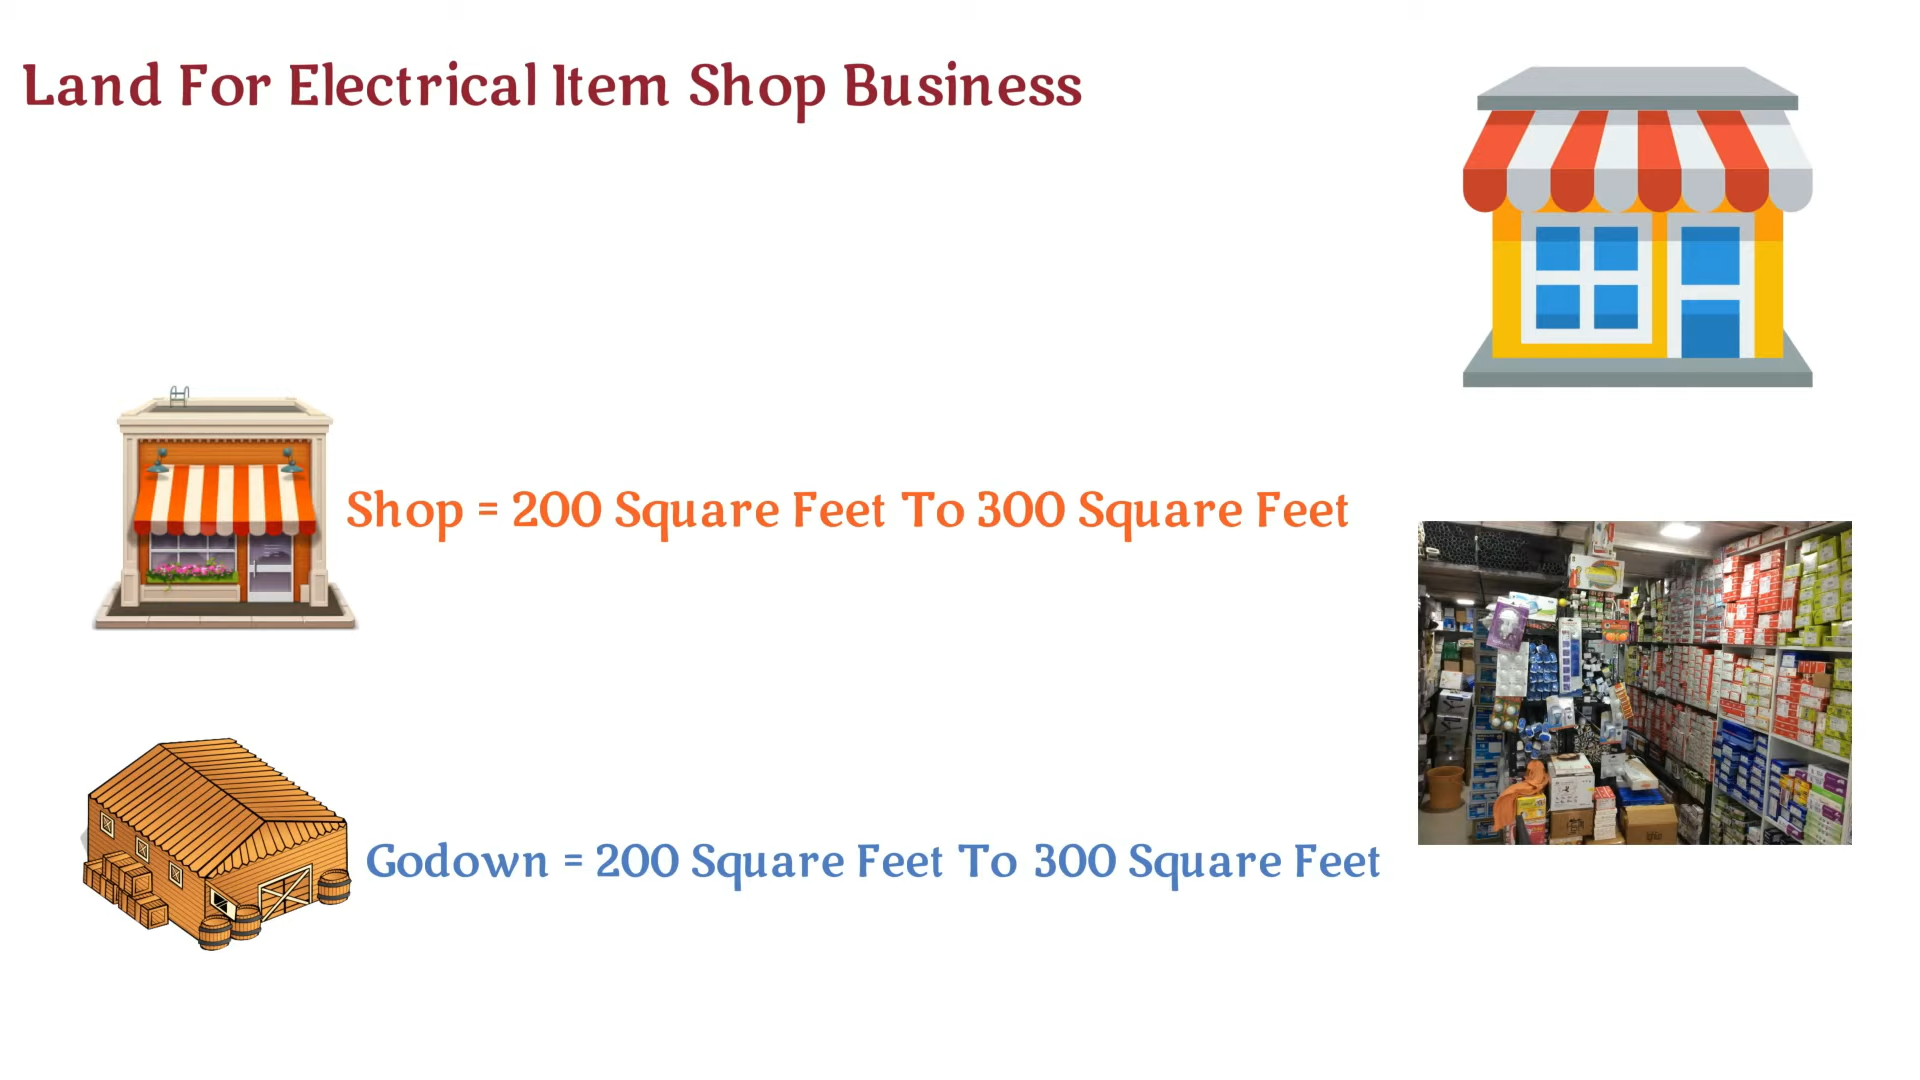 Land For Electrical Item Shop Business
Shop = 200 Square Feet To 300 Square Feet
Godown = 200 Square Feet To 300 Square Feet